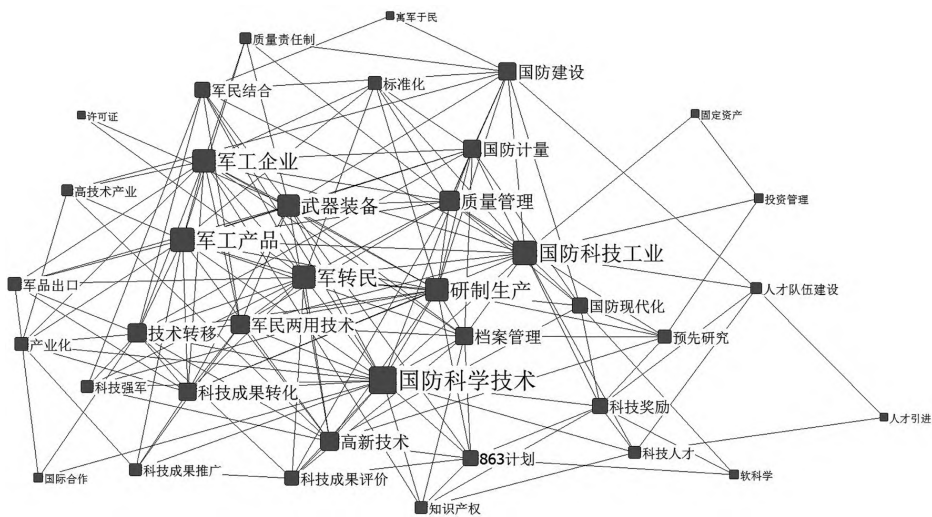 寓军于民
质量责任制
国防建设
军民结合
标准化
许可证
固定资产
国防计量
军工企业
高技术产业
武器装备
质量管理
投资管理
军工产品
国防科技工业
军转民
军品出口
研制生产
人才队伍建设
国防现代化
技术转移
军民两用技术
档案管理
预先研究
产业化
科技强军
科技成果转化
国防科学技术
科技奖励
人才引进
高新技术
科技人才
863计划
科技成果推广
国际合作
科技成果评价
软科学
知识产权